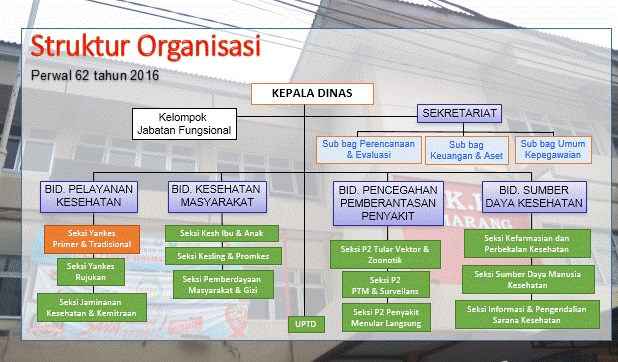 Struktur Organisasi
Perwal 62 tahun 2016
KEPALA DINAS
Kelompok
Jabatan Fungsional
SEKRETARIAT
Sub bag Perencanaan
& Evaluasi
Sub bag
Keuangan & Aset
Sub bag Umum
Kepegawaian
BID. PELAYANAN
KESEHATAN
BID. KESEHATAN
MASYARAKAT
BID. PENCEGAHAN
PEMBERANTASAN
PENYAKIT
BID. SUMBER
DAYA KESEHATAN
Seksi Yankes
Primer & Tradisional
Seksi Yankes
Rujukan
Seksi Jaminanan
Kesehatan & Kemitraan
Seksi Kesh Ibu & Anak
Seksi Kesling & Promkes
Seksi Pemberdayaan
Masyarakat & Gizi
Seksi P2 Tular Vektor &
Zoonotik
Seksi P2
PTM & Surveilans
Seksi P2 Penyakit
Menular Langsung
Seksi Kefarmasian dan
Perbekalan Kesehatan
Seksi Sumber Daya Manusia
Kesehatan
Seksi Informasi & Pengendalian
Sarana Kesehatan
UPTD